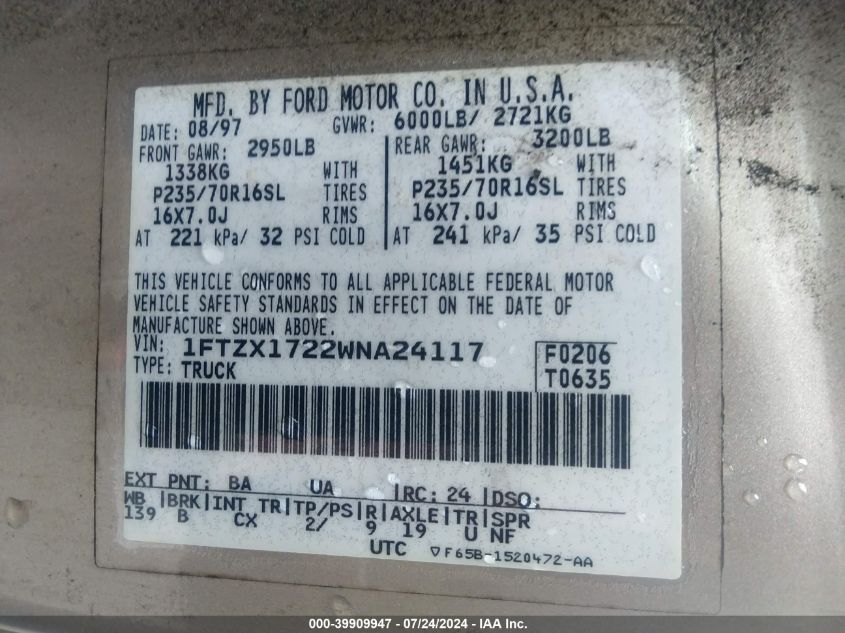 MFD. BY FORD MOTOR CO. IN U.S.A.
DATE: 08/97 GVWR: 6000LB/ 2721KG
FRONT GAWR: 2950LB REAR GAWR: 3200LB
1338KG WITH 1451KG WITH
P235/70R16SL TIRES P235/70R16SL TIRES
16X7.0J RIMS 16X7.0J RIMS
AT 221 kPa/ 32 PSI COLD AT 241 kPa/ 35 PSI COLD
THIS VEHICLE CONFORMS TO ALL APPLICABLE FEDERAL MOTOR
VEHICLE SAFETY STANDARDS IN EFFECT ON THE DATE OF
MANUFACTURE SHOWN ABOVE.
VIN: 1FTZX1722WNA24117 F0206
TYPE: TRUCK T0635
EXT PNT: BA UA RC: 24 DSO:
WB BRK INT TR TP/PS R AXLE TR SPR
139 B CX 2/ 9 19 U NF
UTC ▽F65B-1520472-AA
000-39909947 - 07/24/2024 - IAA Inc.